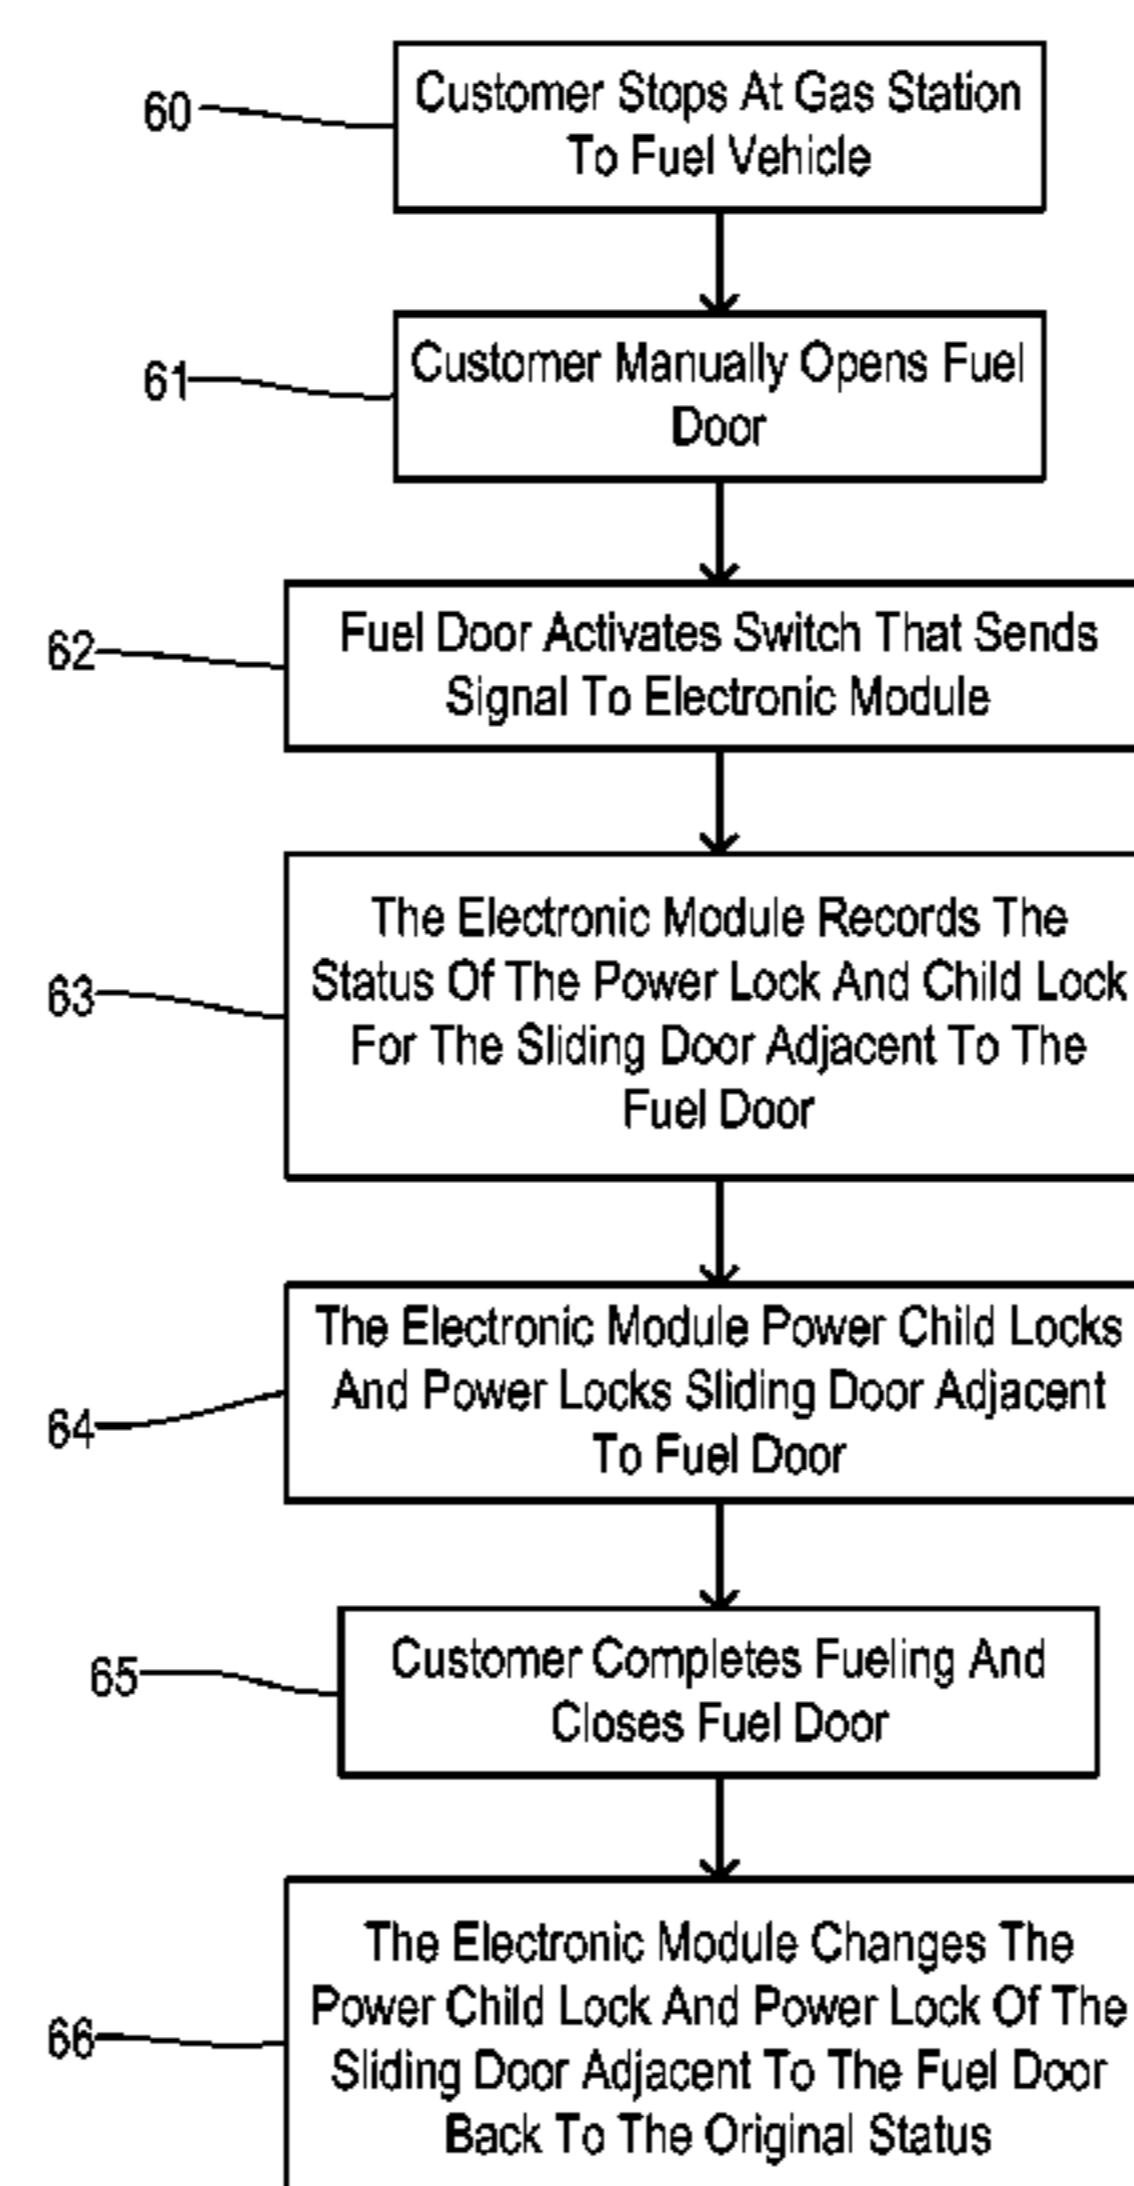 60
Customer Stops At Gas Station
To Fuel Vehicle
61
Customer Manually Opens Fuel
Door
62
Fuel Door Activates Switch That Sends
Signal To Electronic Module
63
The Electronic Module Records The
Status Of The Power Lock And Child Lock
For The Sliding Door Adjacent To The
Fuel Door
64
The Electronic Module Power Child Locks
And Power Locks Sliding Door Adjacent
To Fuel Door
65
Customer Completes Fueling And
Closes Fuel Door
66
The Electronic Module Changes The
Power Child Lock And Power Lock Of The
Sliding Door Adjacent To The Fuel Door
Back To The Original Status